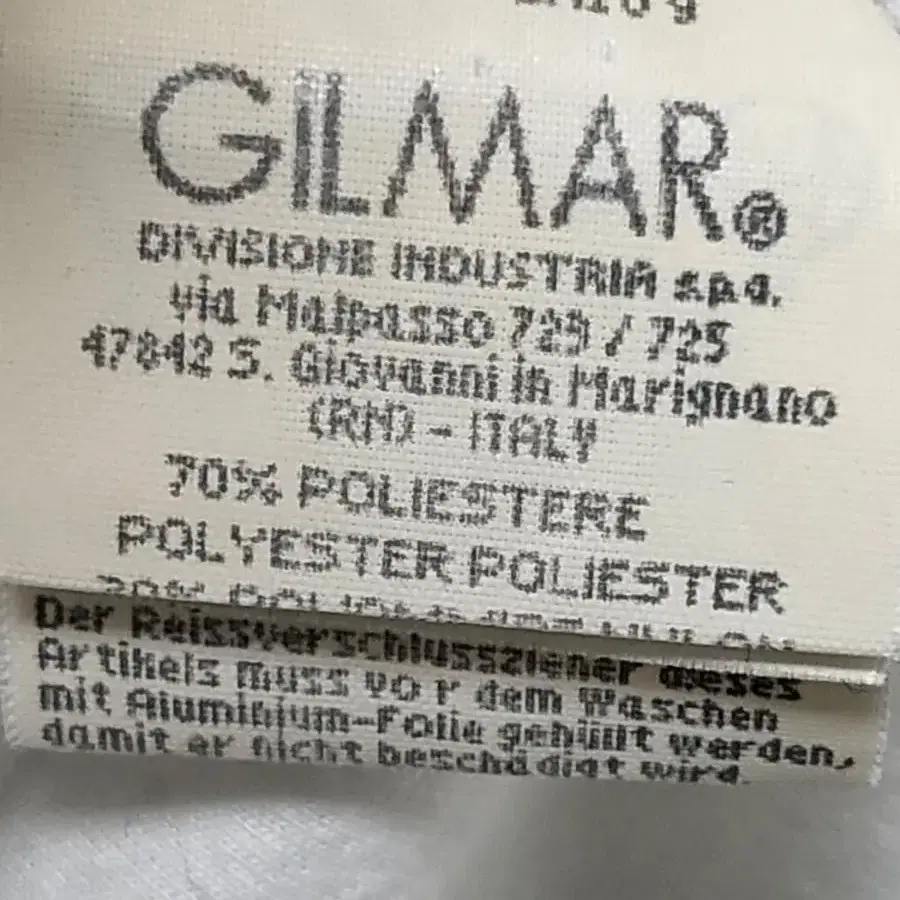 GILMAR®
DIVISIONE INDUSTRIA s.p.a.
via Malpasso 723 / 725
47842 S. Giovanni in Marignano
(RN) - ITALY
70% POLIESTERE
POLYESTER POLIESTER
Der Reissverschlussziener dieses
Artikels muss vor dem Waschen
mit Aluminium-Folie gehüllt werden,
damit er nicht beschädigt wird.